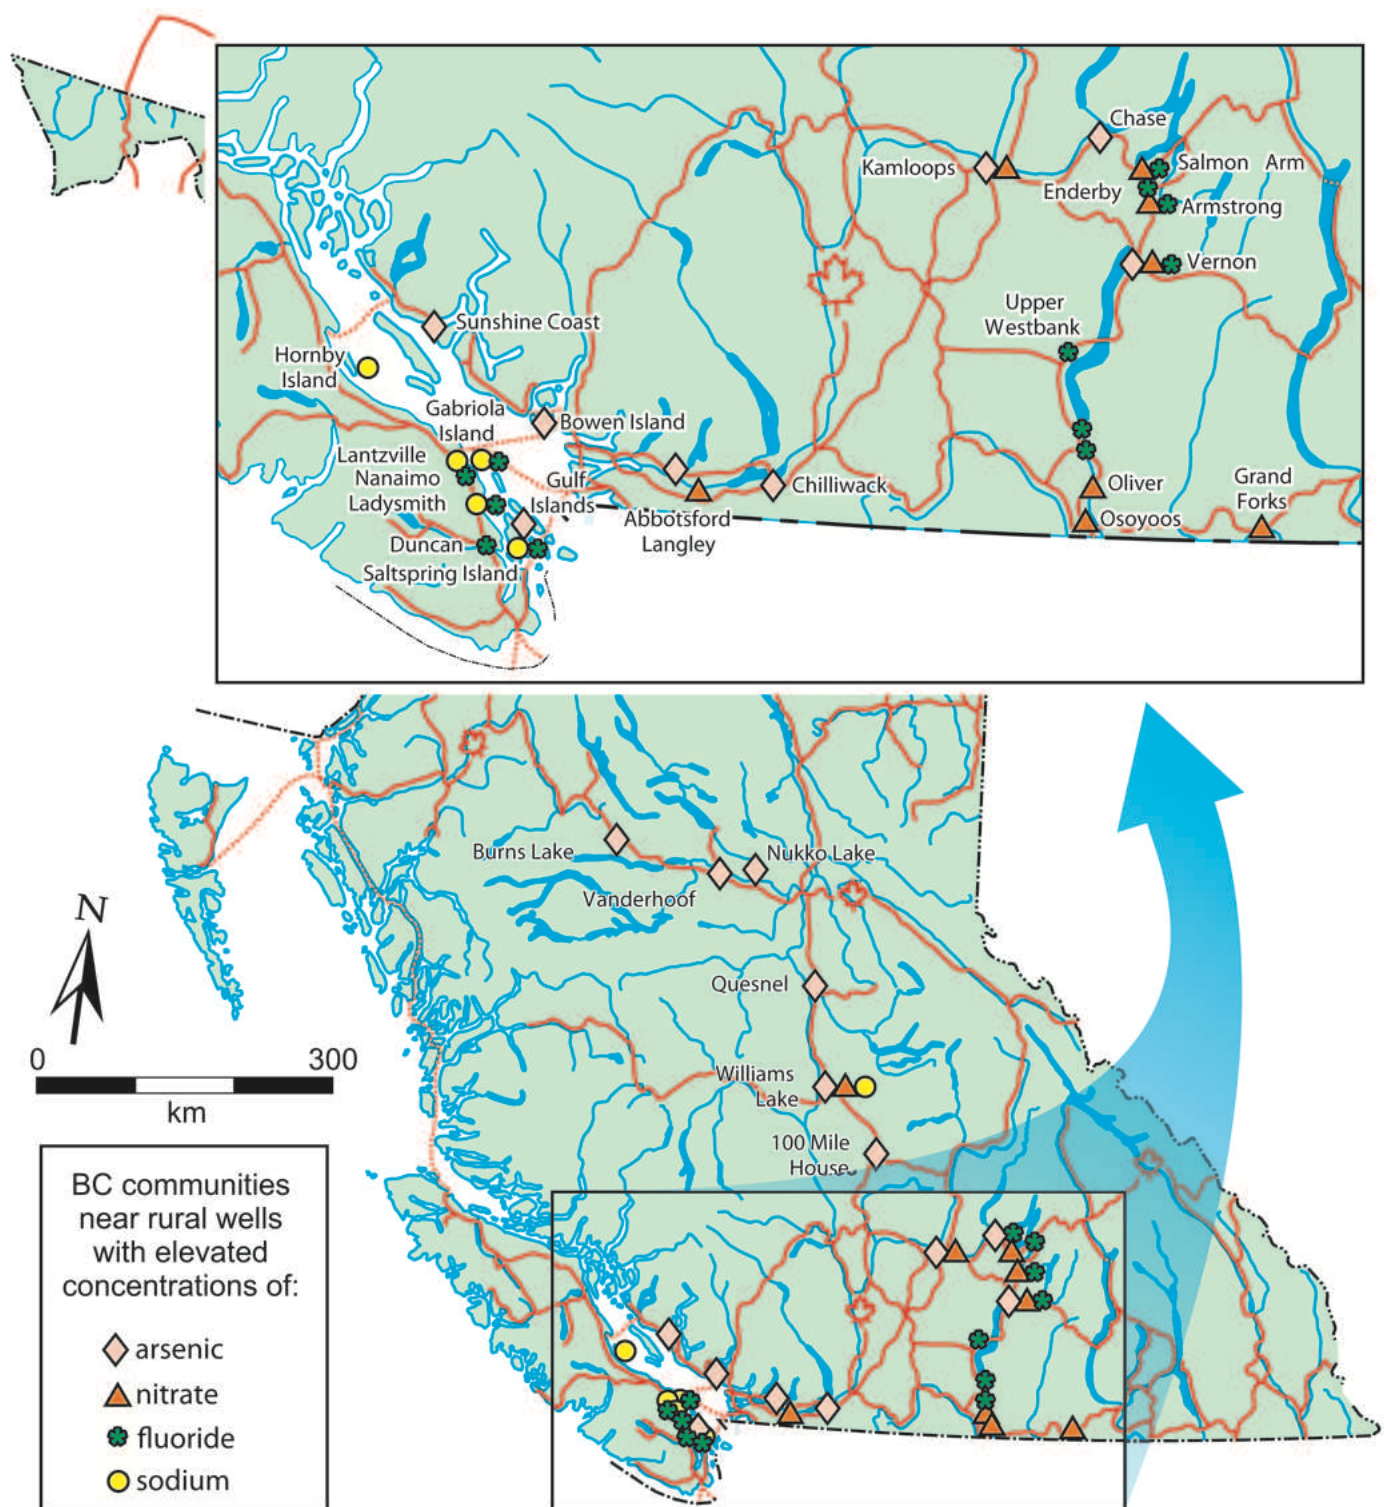 Chase
Kamloops
Salmon Arm
Enderby
Armstrong
Vernon
Upper
Westbank
Sunshine Coast
Hornby
Island
Gabriola
Island
Bowen Island
Lantzville
Nanaimo
Ladysmith
Gulf
Islands
Chilliwack
Oliver
Grand
Forks
Osoyoos
Abbotsford
Langley
Duncan
Saltspring Island
Burns Lake
Nukko Lake
Vanderhoof
N
Quesnel
0 300
km
Williams
Lake
100 Mile
House
BC communities
near rural wells
with elevated
concentrations of:
arsenic
nitrate
fluoride
sodium